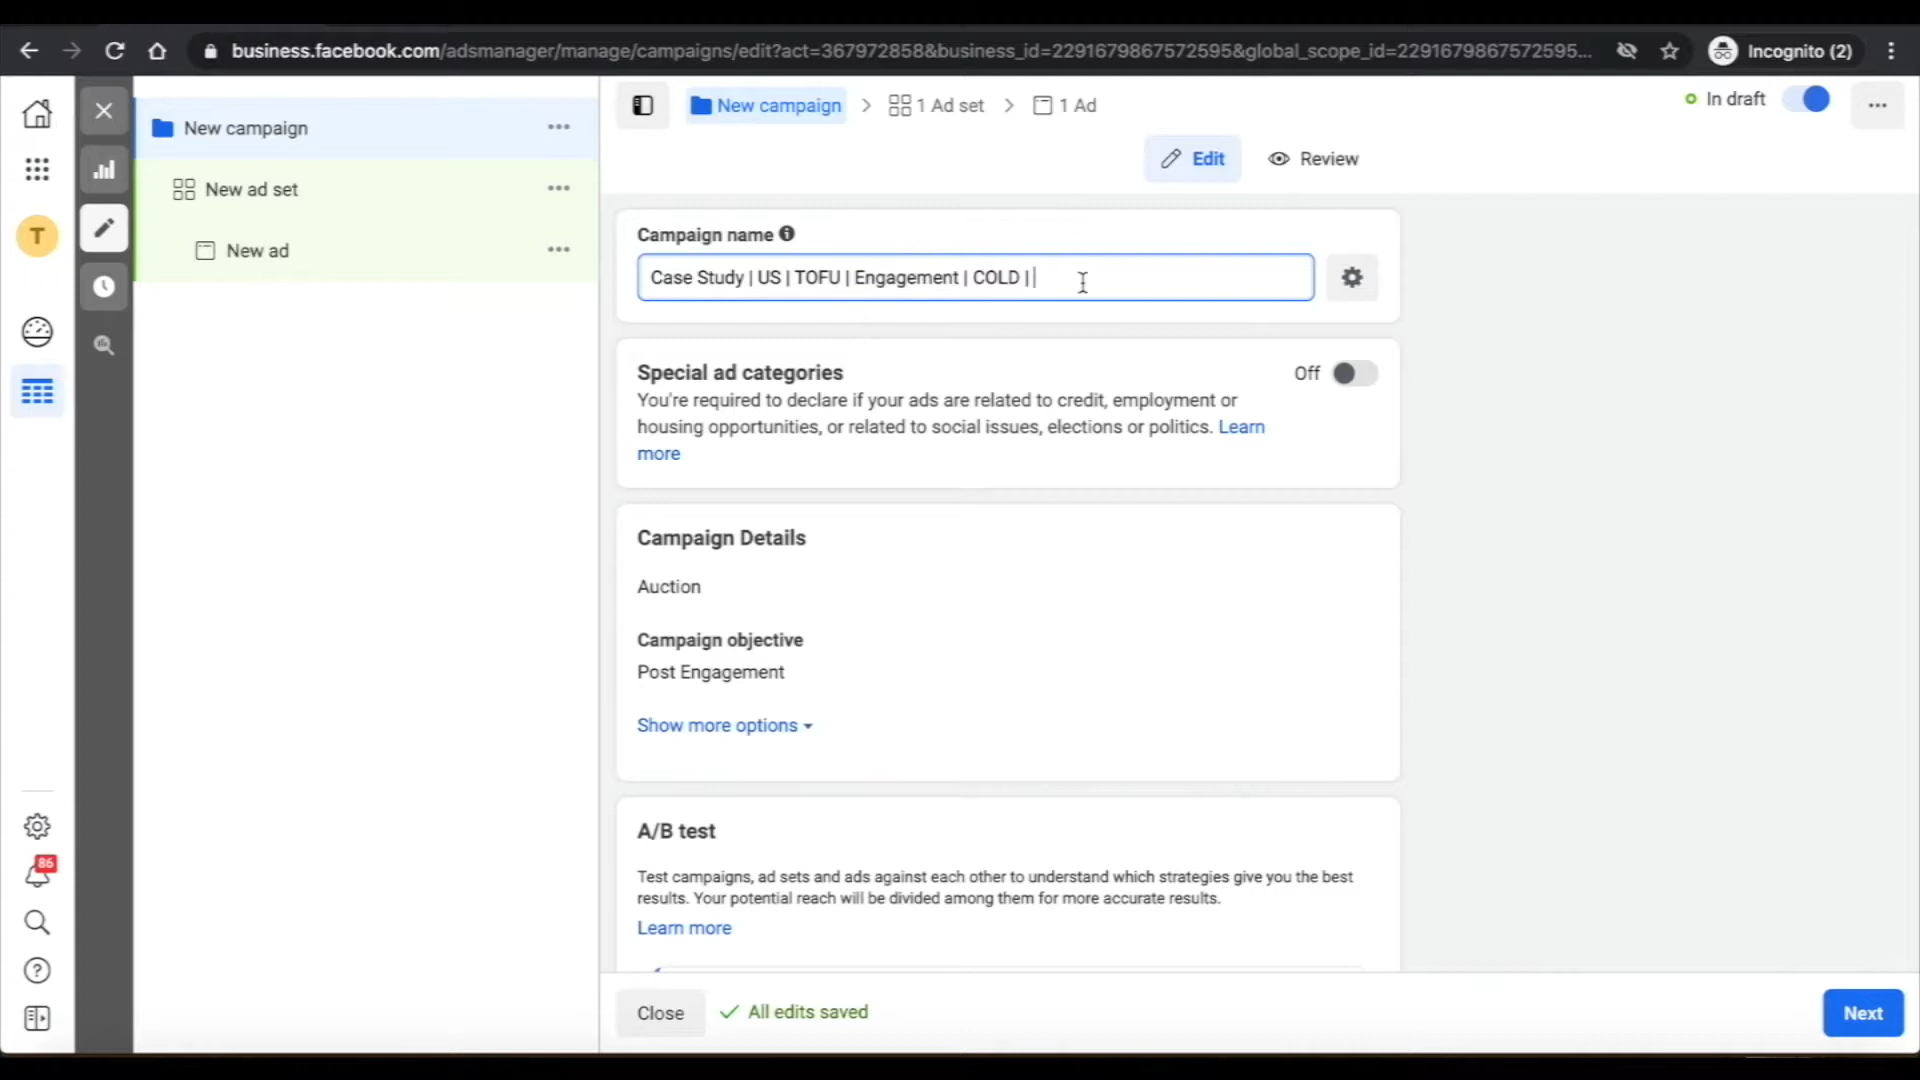 business.facebook.com/adsmanager/manage/campaigns/edit?act=367972858&business_id=2291679867572595&global_scope_id=2291679867572595...
Incognito (2)
New campaign
New ad set
New ad
T
86
New campaign > 1 Ad set > 1 Ad
In draft
Edit
Review
Campaign name
Case Study | US | TOFU | Engagement | COLD |
Special ad categories
Off
You're required to declare if your ads are related to credit, employment or
housing opportunities, or related to social issues, elections or politics. Learn
more
Campaign Details
Auction
Campaign objective
Post Engagement
Show more options
A/B test
Test campaigns, ad sets and ads against each other to understand which strategies give you the best
results. Your potential reach will be divided among them for more accurate results.
Learn more
Close
All edits saved
Next